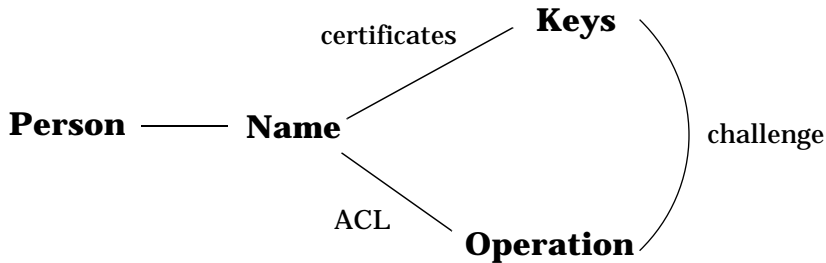 Keys
certificates
Person
Name
challenge
ACL
Operation